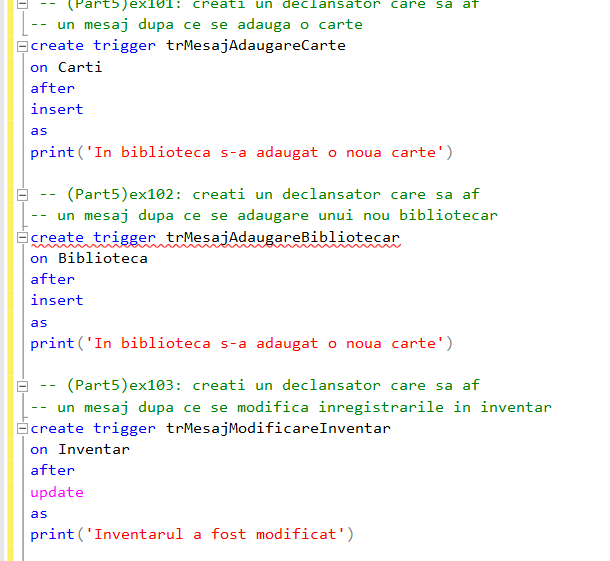 -- (Part5)ex101: creati un declansator care sa af
-- un mesaj dupa ce se adauga o carte
create trigger trMesajAdaugareCarte
on Carti
after
insert
as
print('In biblioteca s-a adaugat o noua carte')
-- (Part5)ex102: creati un declansator care sa af
-- un mesaj dupa ce se adaugare unui nou bibliotecar
create trigger trMesajAdaugareBibliotecar
on Biblioteca
after
insert
as
print('In biblioteca s-a adaugat o noua carte')
-- (Part5)ex103: creati un declansator care sa af
-- un mesaj dupa ce se modifica inregistrarile in inventar
create trigger trMesajModificareInventar
on Inventar
after
update
as
print('Inventarul a fost modificat')